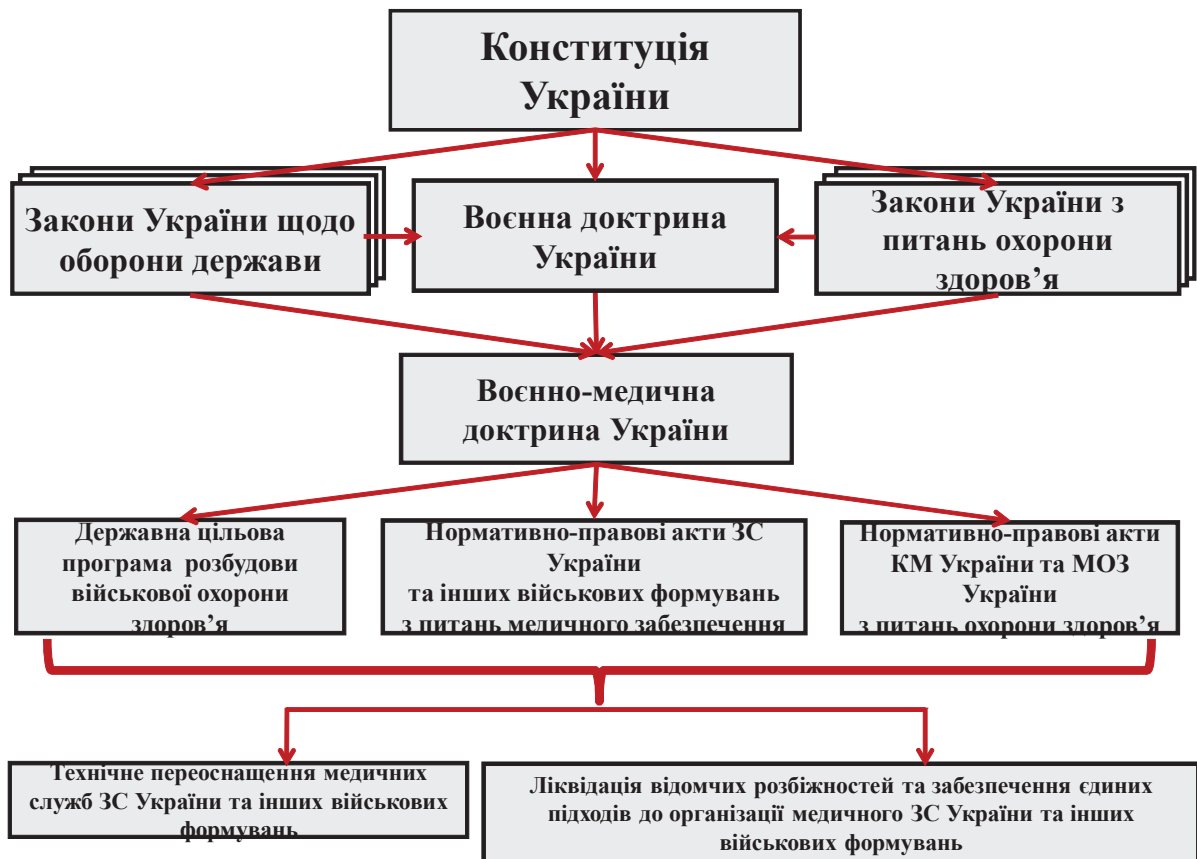 Конституція
України
Закони України щодо
оборони держави
Воєнна доктрина
України
Закони України з
питань охорони
здоров’я
Воєнно-медична
доктрина України
Державна цільова
програма розбудови
військової охорони
здоров’я
Нормативно-правові акти ЗС
України
та інших військових формувань
з питань медичного забезпечення
Нормативно-правові акти
КМ України та МОЗ
України
з питань охорони здоров’я
Технічне переоснащення медичних
служб ЗС України та інших військових
формувань
Ліквідація відомчих розбіжностей та забезпечення єдиних
підходів до організації медичного ЗС України та інших
військових формувань